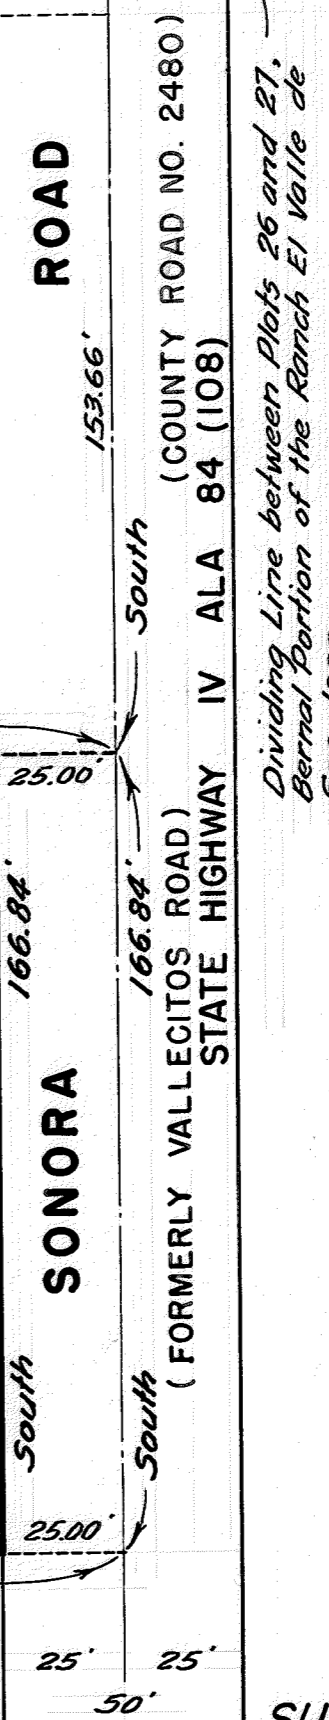 ROAD
153.66'
(COUNTY ROAD NO. 2480)
Dividing Line between Plots 26 and 27,
Bernal Portion of the Ranch El Valle de
South
STATE HIGHWAY IV ALA 84 (108)
25.00'
166.84'
166.84'
(FORMERLY VALLECITOS ROAD)
SONORA
South
South
25.00'
25' 25'
50'